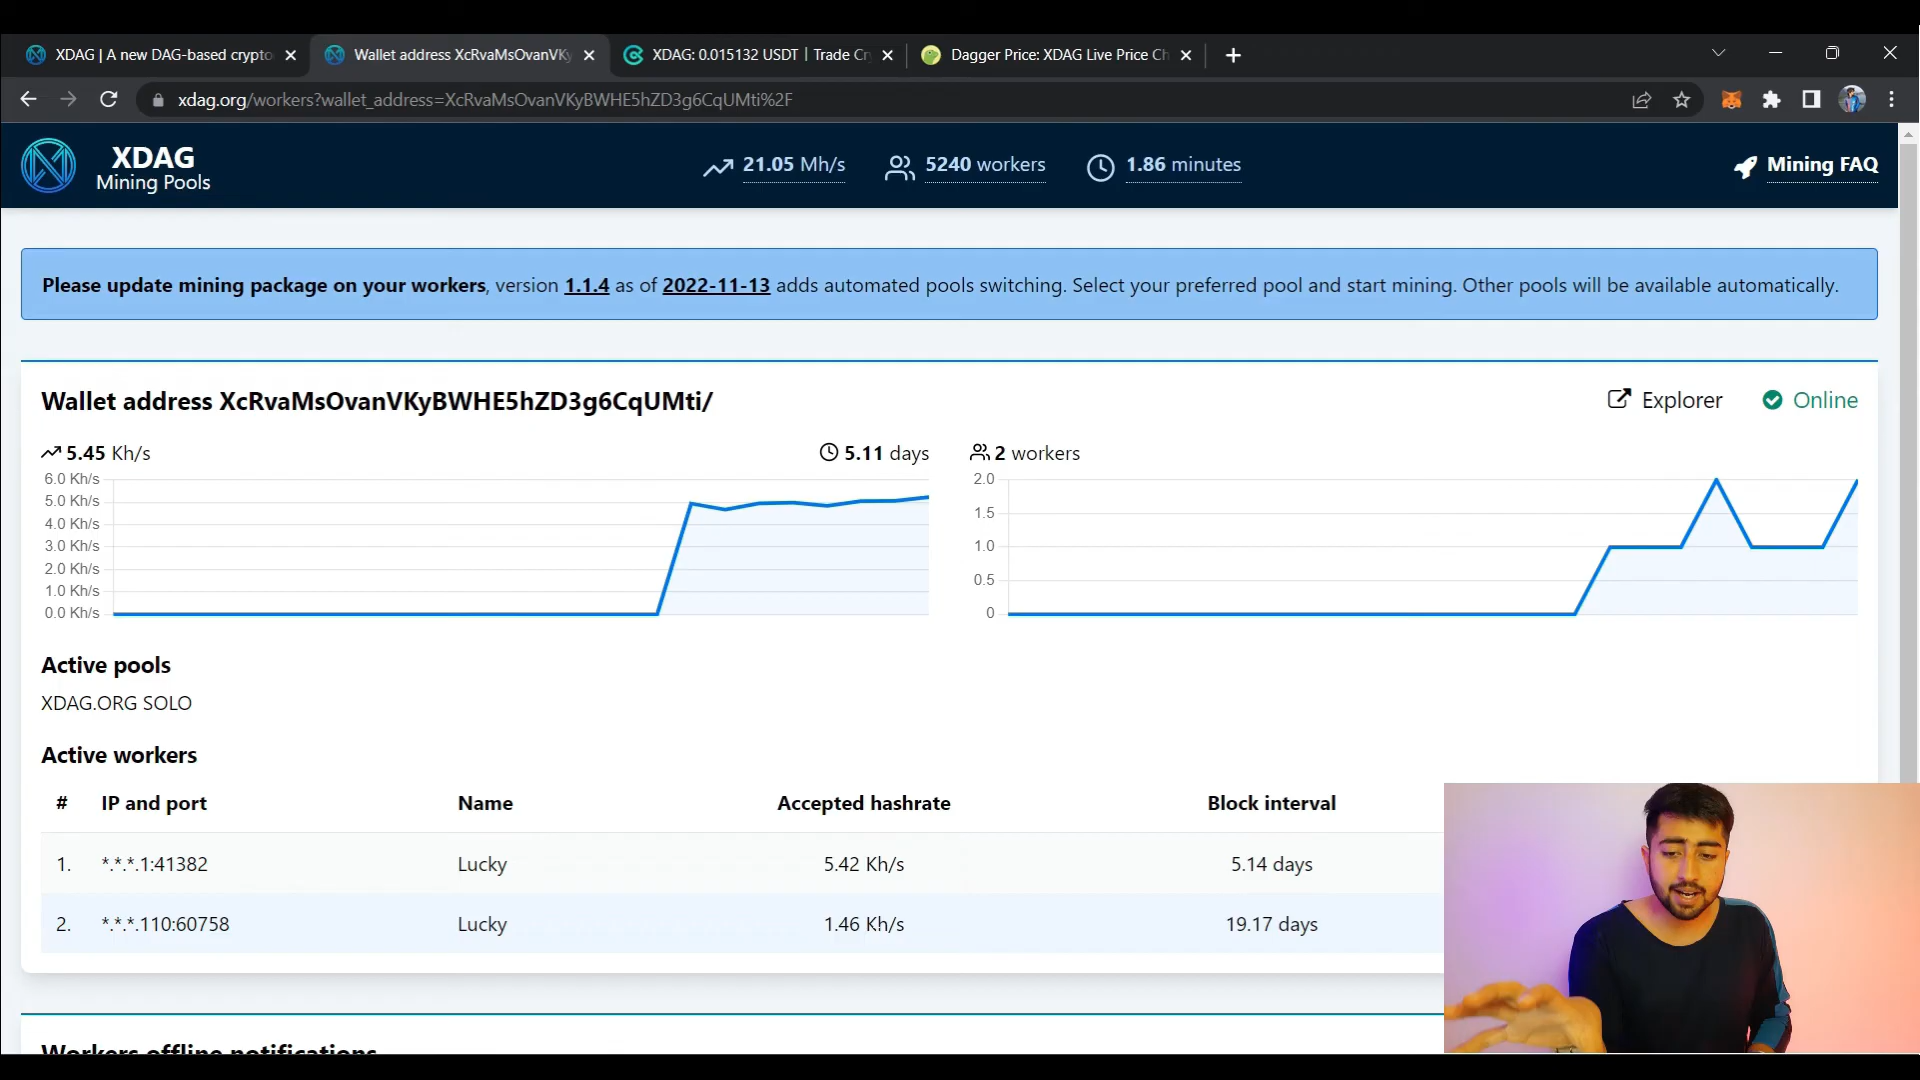 XDAG | A new DAG-based crypto
Wallet address XcRvaMsOvanVKy
XDAG: 0.015132 USDT | Trade Cr
Dagger Price: XDAG Live Price Ch
xdag.org/workers?wallet_address=XcRvaMsOvanVKyBWHE5hZD3g6CqUMti%2F
XDAG
Mining Pools
21.05 Mh/s
5240 workers
1.86 minutes
Mining FAQ
Please update mining package on your workers, version 1.1.4 as of 2022-11-13 adds automated pools switching. Select your preferred pool and start mining. Other pools will be available automatically.
Wallet address XcRvaMsOvanVKyBWHE5hZD3g6CqUMti/
Explorer
Online
5.45 Kh/s
5.11 days
6.0 Kh/s
5.0 Kh/s
4.0 Kh/s
3.0 Kh/s
2.0 Kh/s
1.0 Kh/s
0.0 Kh/s
2 workers
2.0
1.5
1.0
0.5
0
Active pools
XDAG.ORG SOLO
Active workers
# IP and port Name Accepted hashrate Block interval
1. *.*.*.1:41382 Lucky 5.42 Kh/s 5.14 days
2. *.*.*.110:60758 Lucky 1.46 Kh/s 19.17 days
Workers offline notifications